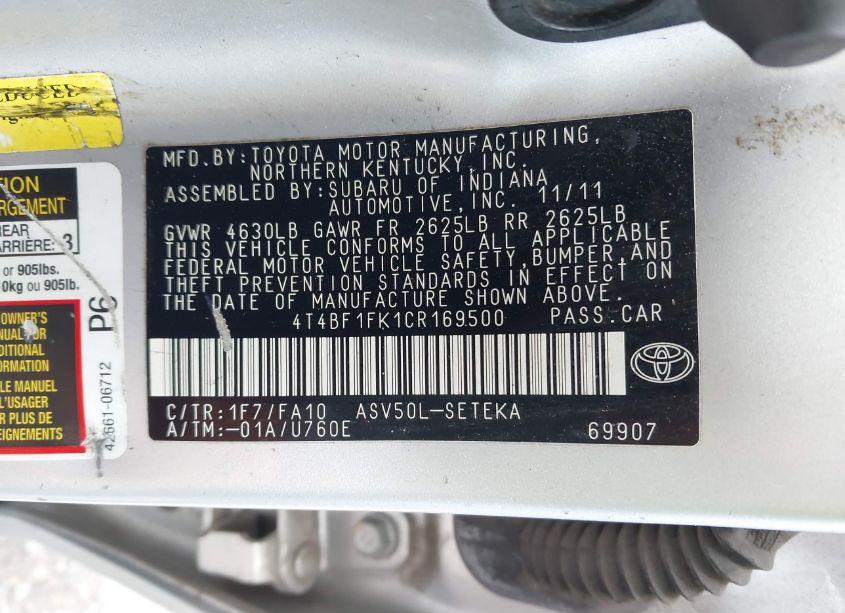 TION
RGEMENT
REAR
ARRIÈRE: 3
or 905lbs.
0kg ou 905lb.
OWNER'S
NUAL FOR
DITIONAL
FORMATION
LE MANUEL
L'USAGER
R PLUS DE
EIGNEMENTS
P6
42661-06712
MFD.BY:TOYOTA MOTOR MANUFACTURING,
NORTHERN KENTUCKY,INC.
ASSEMBLED BY:SUBARU OF INDIANA
AUTOMOTIVE,INC. 11/11
GVWR 4630LB GAWR FR 2625LB RR 2625LB
THIS VEHICLE CONFORMS TO ALL APPLICABLE
FEDERAL MOTOR VEHICLE SAFETY,BUMPER,AND
THEFT PREVENTION STANDARDS IN EFFECT ON
THE DATE OF MANUFACTURE SHOWN ABOVE.
4T4BF1FK1CR169500 PASS.CAR
C/TR:1F7/FA10 ASV50L-SETEKA
A/TM:-01A/U760E 69907